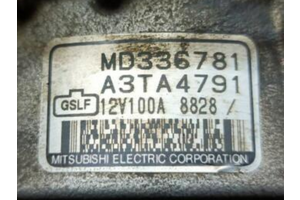 MD336781
A3TA4791
GSLF 12V100A 8828
MITSUBISHI ELECTRIC CORPORATION